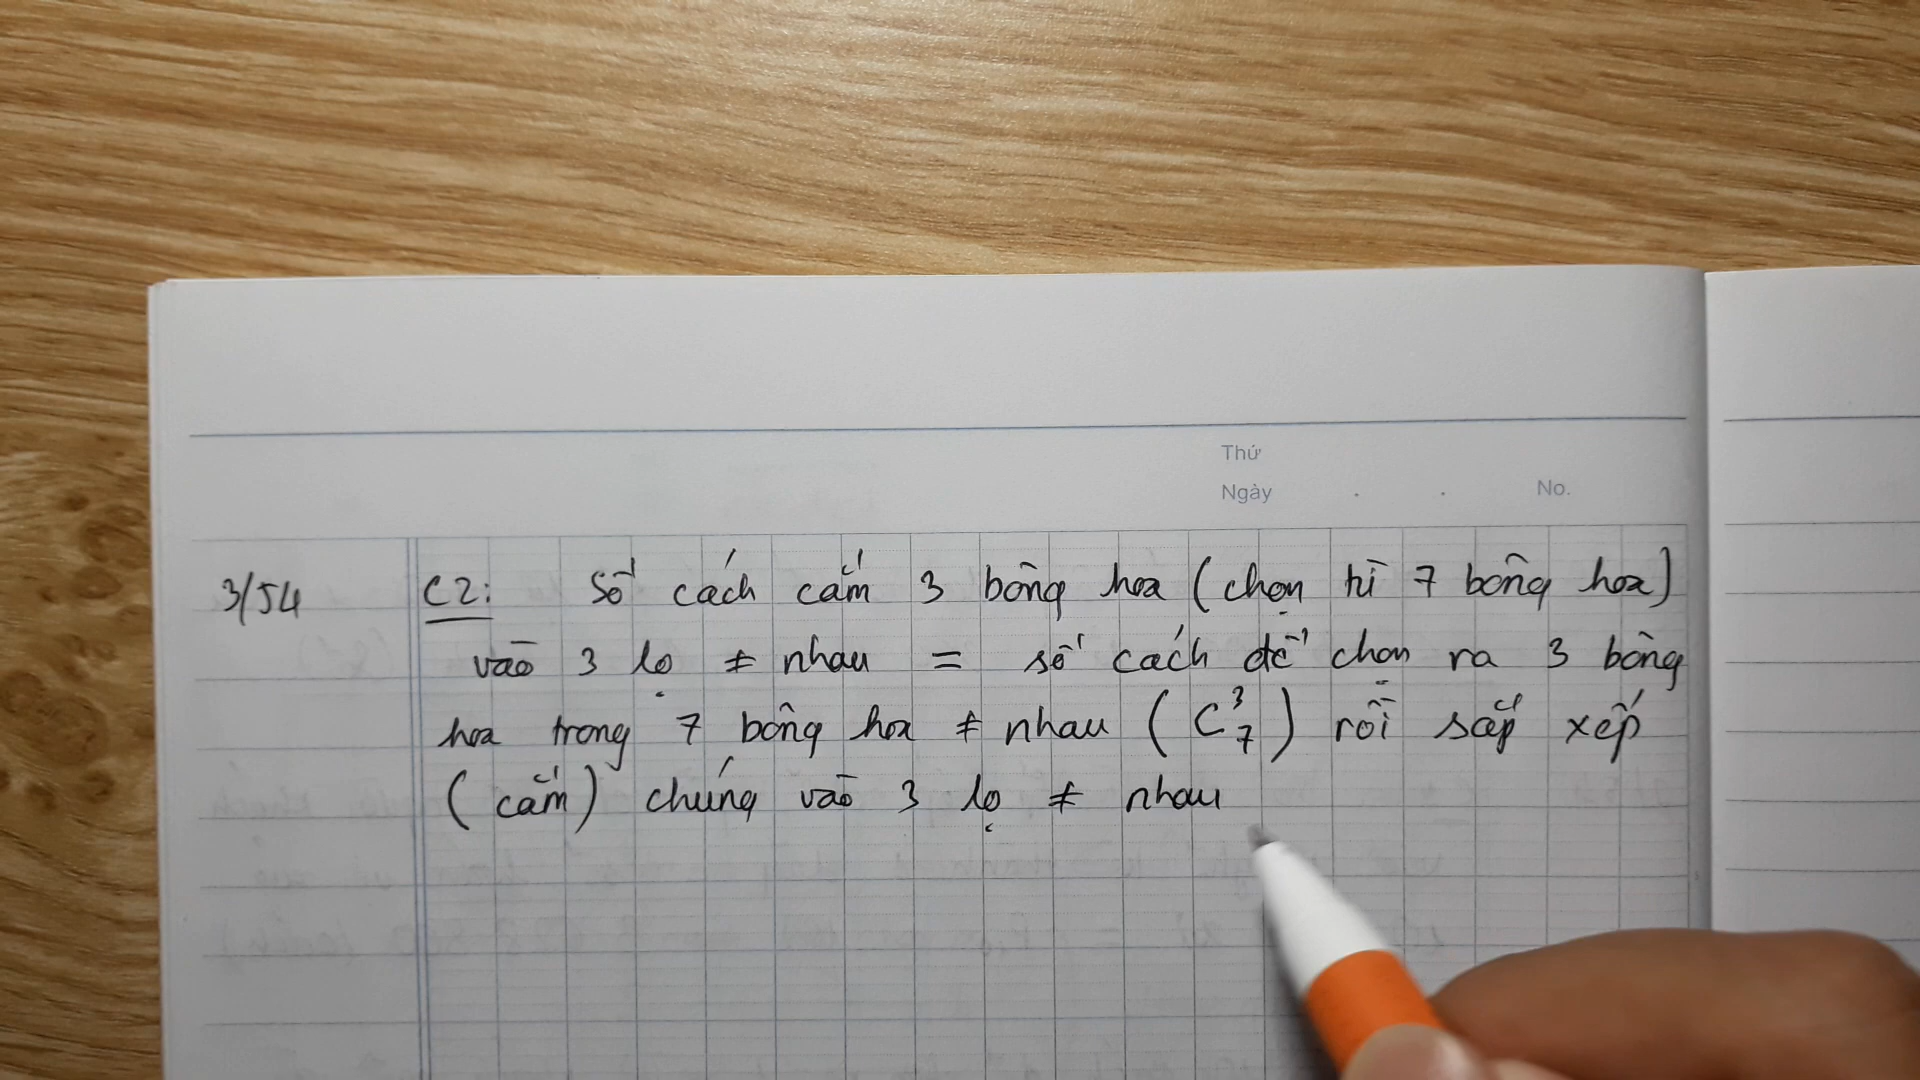 Thứ
Ngày . . No.
3/54 C2: Số cách cắm 3 bông hoa (chọn từ 7 bông hoa)
vào 3 lọ ≠ nhau = số cách để chọn ra 3 bông
hoa trong 7 bông hoa ≠ nhau (C³₇) rồi sắp xếp
(cắm) chúng vào 3 lọ ≠ nhau